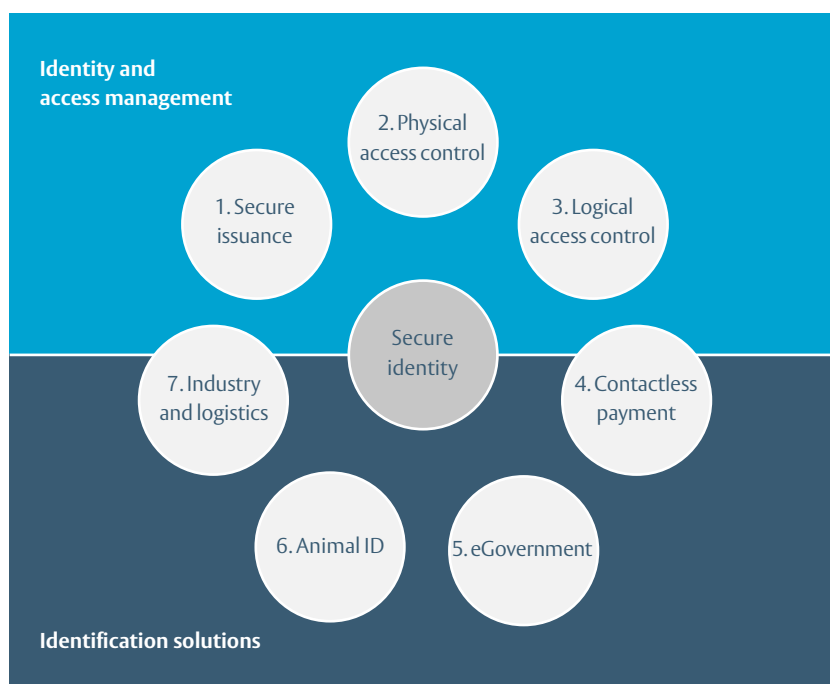 Identity and
access management
2. Physical
access control
1. Secure
issuance
3. Logical
access control
Secure
identity
7. Industry
and logistics
4. Contactless
payment
6. Animal ID
5. eGovernment
Identification solutions